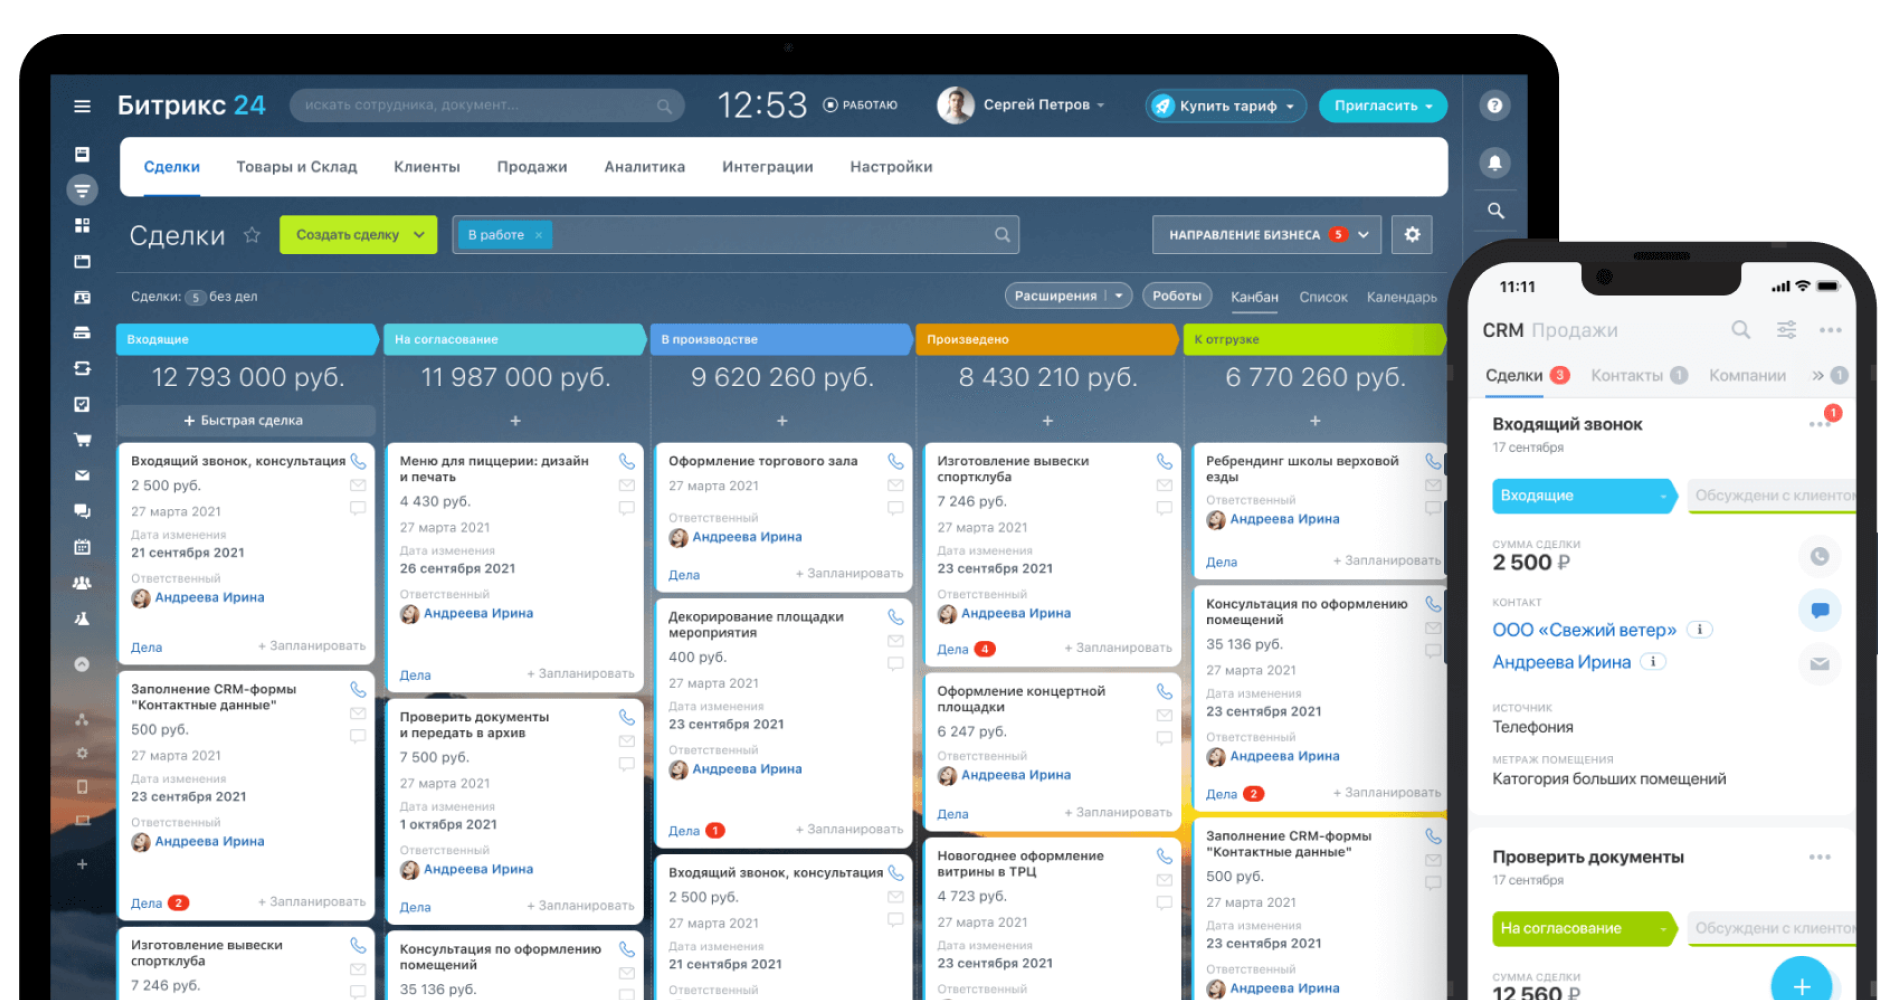 Битрикс 24
искать сотрудника, документ...
12:53
РАБОТАЮ
Сергей Петров
Купить тариф
Пригласить
Сделки
Товары и Склад
Клиенты
Продажи
Аналитика
Интеграции
Настройки
Сделки
Создать сделку
В работе ×
НАПРАВЛЕНИЕ БИЗНЕСА 5
Сделки: 5 без дел
Расширения
Роботы
Канбан
Список
Календарь
Входящие
12 793 000 руб.
+ Быстрая сделка
Входящий звонок, консультация
2 500 руб.
27 марта 2021
Дата изменения
21 сентября 2021
Ответственный
Андреева Ирина
Дела
+ Запланировать
Заполнение CRM-формы
"Контактные данные"
500 руб.
27 марта 2021
Дата изменения
23 сентября 2021
Ответственный
Андреева Ирина
Дела 2
+ Запланировать
Изготовление вывески
спортклуба
7 246 руб.
На согласование
11 987 000 руб.
+
Меню для пиццерии: дизайн
и печать
4 430 руб.
27 марта 2021
Дата изменения
26 сентября 2021
Ответственный
Андреева Ирина
Дела
+ Запланировать
Проверить документы
и передать в архив
7 500 руб.
27 марта 2021
Дата изменения
1 октября 2021
Ответственный
Андреева Ирина
Дела
+ Запланировать
Консультация по оформлению
помещений
35 136 руб.
В производстве
9 620 260 руб.
+
Оформление торгового зала
27 марта 2021
Ответственный
Андреева Ирина
Дела
+ Запланировать
Декорирование площадки
мероприятия
400 руб.
27 марта 2021
Дата изменения
23 сентября 2021
Ответственный
Андреева Ирина
Дела 1
+ Запланировать
Входящий звонок, консультация
2 500 руб.
27 марта 2021
Дата изменения
21 сентября 2021
Ответственный
Произведено
8 430 210 руб.
+
Изготовление вывески
спортклуба
7 246 руб.
27 марта 2021
Дата изменения
23 сентября 2021
Ответственный
Андреева Ирина
Дела 4
+ Запланировать
Оформление концертной
площадки
6 247 руб.
Ответственный
Андреева Ирина
Дела
+ Запланировать
Новогоднее оформление
витрины в ТРЦ
4 723 руб.
27 марта 2021
Дата изменения
23 сентября 2021
Ответственный
К отгрузке
6 770 260 руб.
+
Ребрендинг школы верховой
езды
Ответственный
Андреева Ирина
Дела
+ Запланировать
Консультация по оформлению
помещений
35 136 руб.
27 марта 2021
Дата изменения
23 сентября 2021
Ответственный
Андреева Ирина
Дела 2
+ Запланировать
Заполнение CRM-формы
"Контактные данные"
500 руб.
27 марта 2021
Дата изменения
23 сентября 2021
Ответственный
Андреева Ирина
11:11
CRM Продажи
Сделки 3
Контакты 1
Компании
» 1
Входящий звонок
1
17 сентября
Входящие
Обсуждени с клиентом
СУММА СДЕЛКИ
2 500 ₽
КОНТАКТ
ООО «Свежий ветер» i
Андреева Ирина i
ИСТОЧНИК
Телефония
МЕТРАЖ ПОМЕЩЕНИЯ
Катогория больших помещений
Проверить документы
17 сентября
На согласование
Обсуждени с клиентом
СУММА СДЕЛКИ
12 560 ₽
+